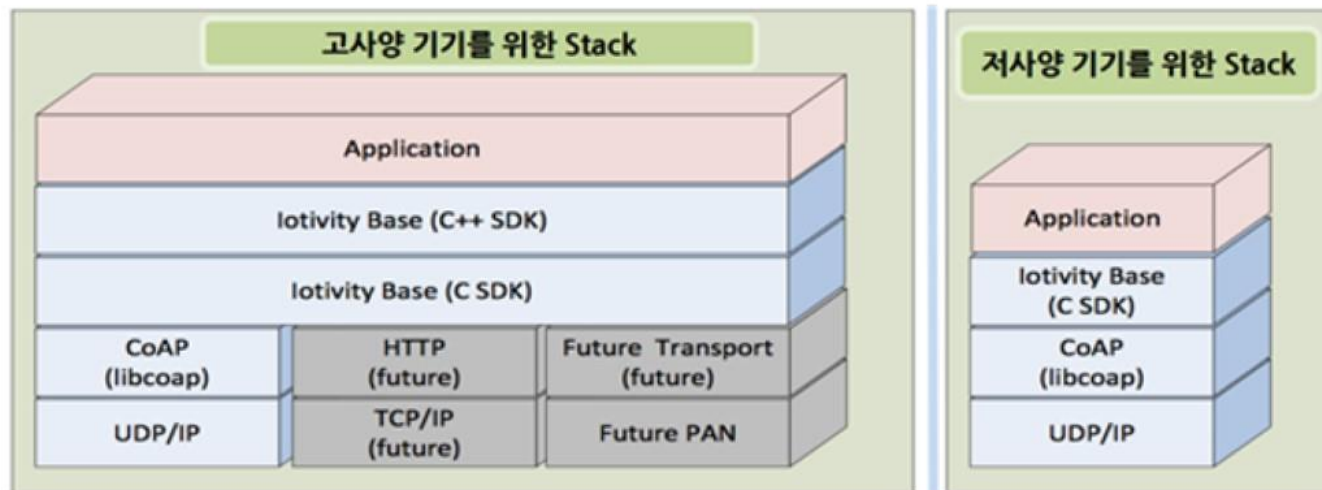 고사양 기기를 위한 Stack
Application
Iotivity Base (C++ SDK)
Iotivity Base (C SDK)
CoAP
(libcoap)
HTTP
(future)
Future Transport
(future)
UDP/IP
TCP/IP
(future)
Future PAN
저사양 기기를 위한 Stack
Application
Iotivity Base
(C SDK)
CoAP
(libcoap)
UDP/IP